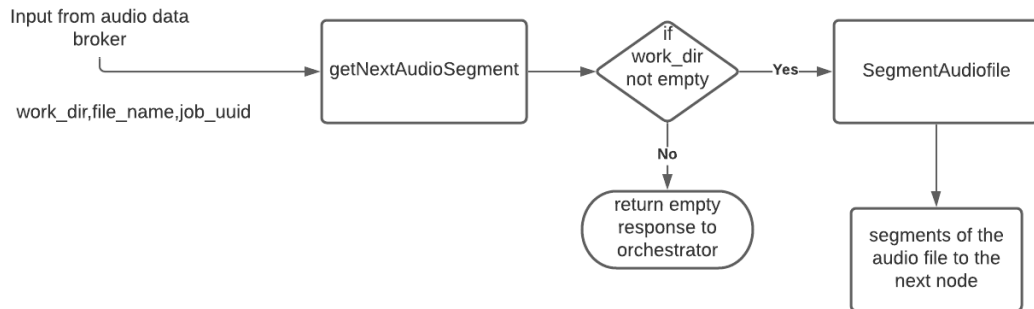 Input from audio data
broker
work_dir,file_name,job_uuid
getNextAudioSegment
if
work_dir
not empty
Yes
SegmentAudiofile
No
return empty
response to
orchestrator
segments of the
audio file to the
next node